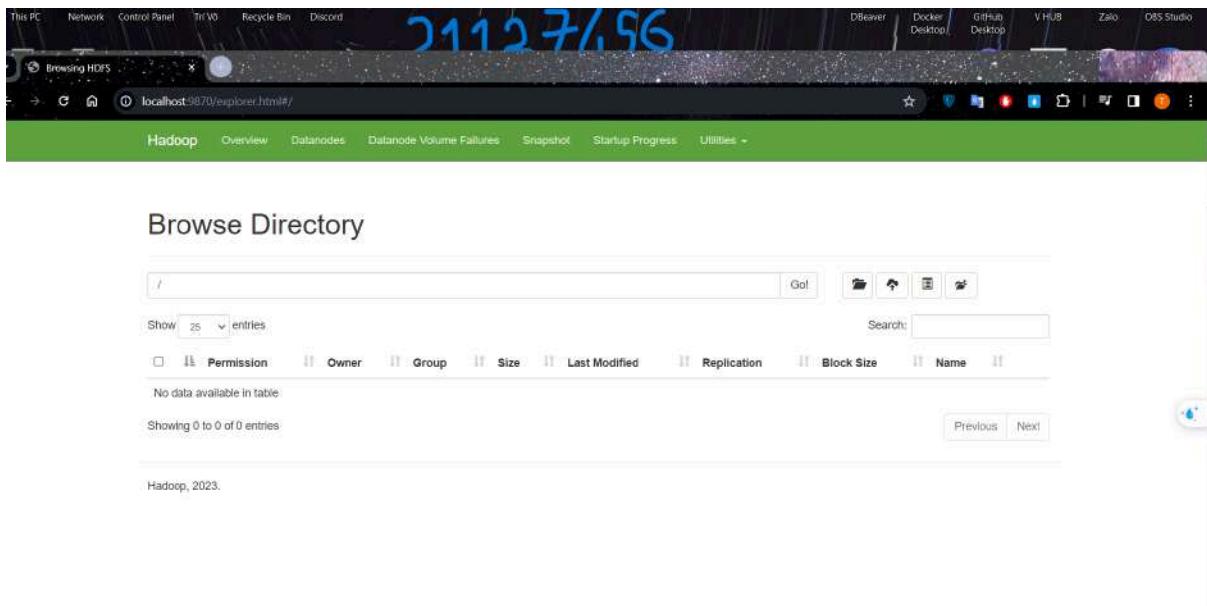 This PC Network Control Panel Trí Võ Recycle Bin Discord DBeaver Docker Desktop GitHub Desktop V HUB Zalo OBS Studio
21127456
Browsing HDFS
localhost:9870/explorer.html#/
Hadoop Overview Datanodes Datanode Volume Failures Snapshot Startup Progress Utilities
Browse Directory
/ Go!
Show 25 entries Search:
Permission Owner Group Size Last Modified Replication Block Size Name
No data available in table
Showing 0 to 0 of 0 entries Previous Next
Hadoop, 2023.